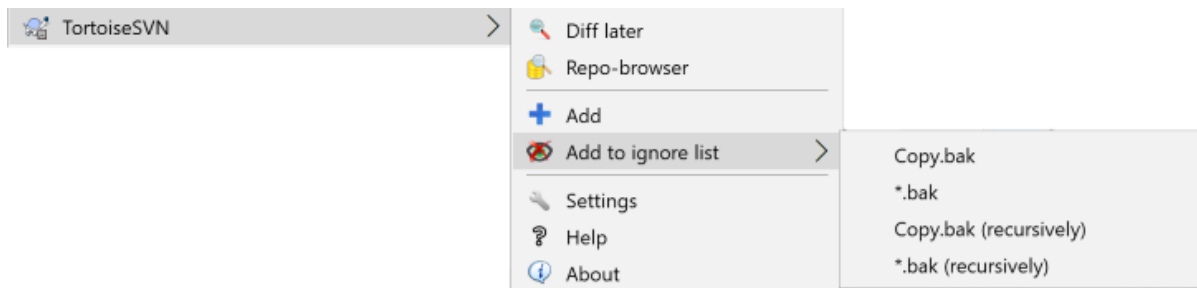 TortoiseSVN
Diff later
Repo-browser
Add
Add to ignore list
Settings
Help
About
Copy.bak
*.bak
Copy.bak (recursively)
*.bak (recursively)